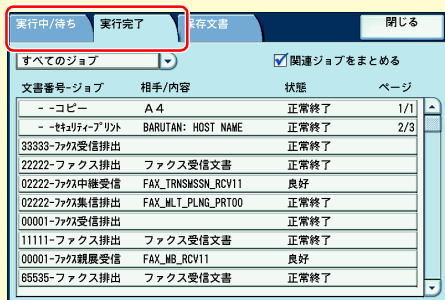 実行中/待ち 実行完了 保存文書 閉じる
すべてのジョブ 関連ジョブをまとめる
文書番号-ジョブ 相手/内容 状態 ページ
- -コピー A4 正常終了 1/1
- -ｾｷｭﾘﾃｨｰﾌﾟﾘﾝﾄ BARUTAN: HOST NAME 正常終了 2/3
33333-ﾌｧｸｽ受信排出 正常終了
22222-ファクス排出 ファクス受信文書 正常終了
02222-ﾌｧｸｽ中継受信 FAX_TRNSMSSN_RCV11 良好
02222-ﾌｧｸｽ集信排出 FAX_MLT_PLNG_PRT00 正常終了
00001-ﾌｧｸｽ受信排出 正常終了
11111-ファクス排出 ファクス受信文書 正常終了
00001-ﾌｧｸｽ親展受信 FAX_MB_RCV11 良好
65535-ファクス排出 ファクス受信文書 正常終了